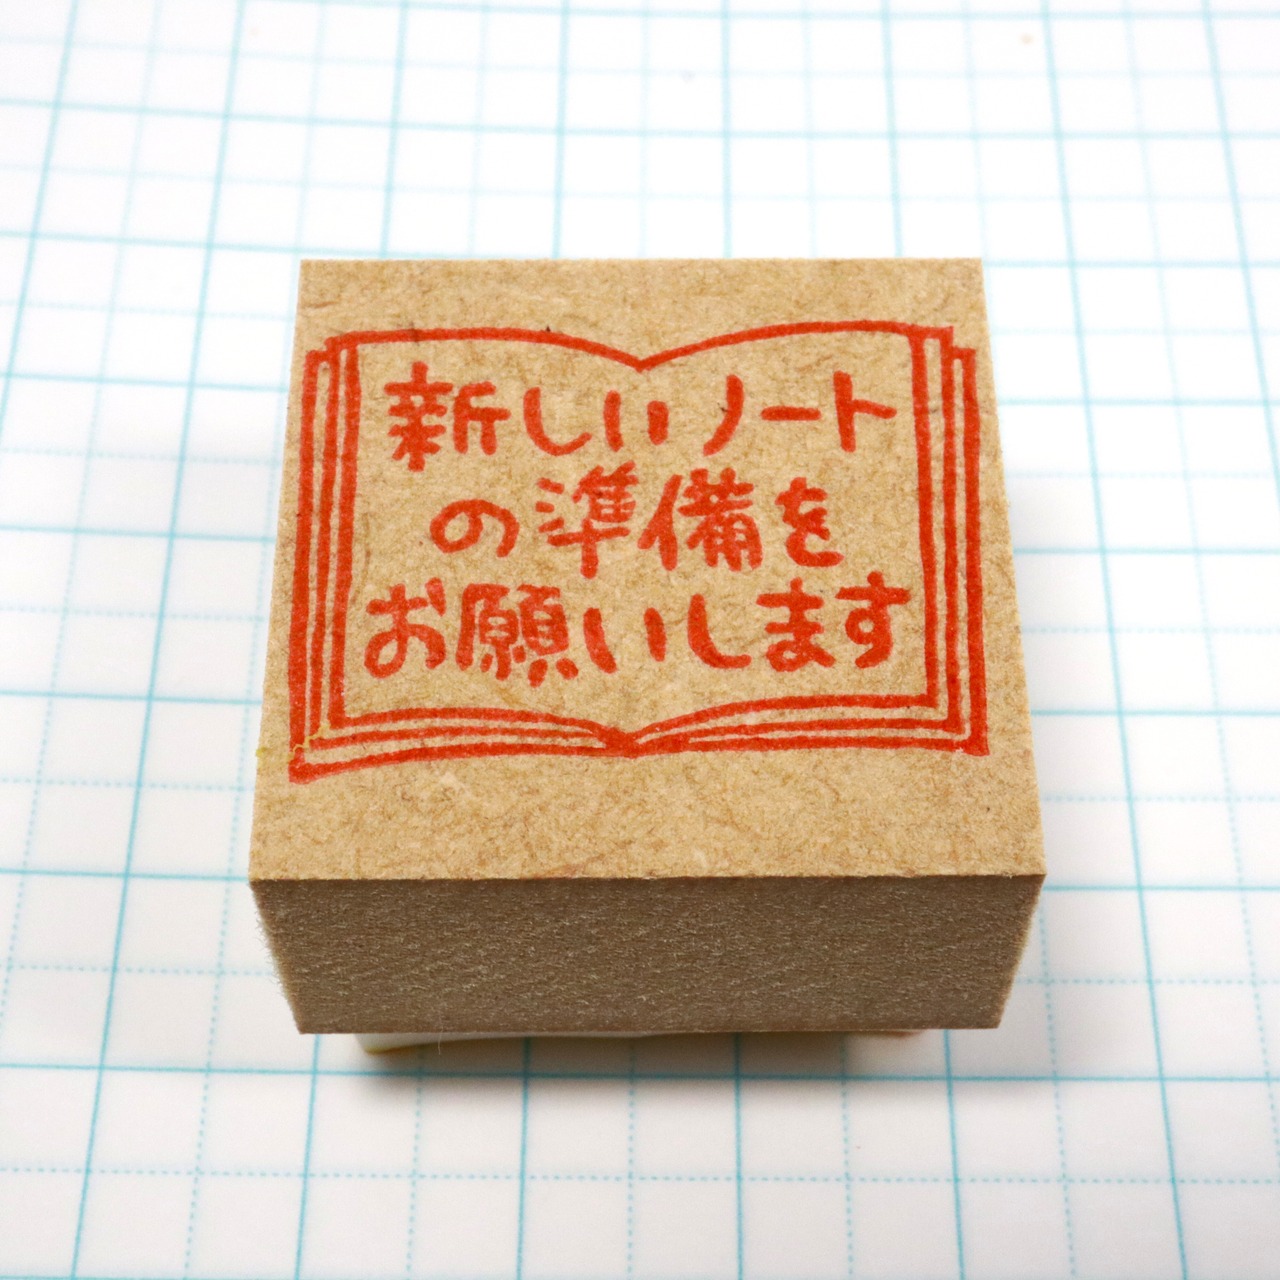 新しいノート
の準備を
お願いします